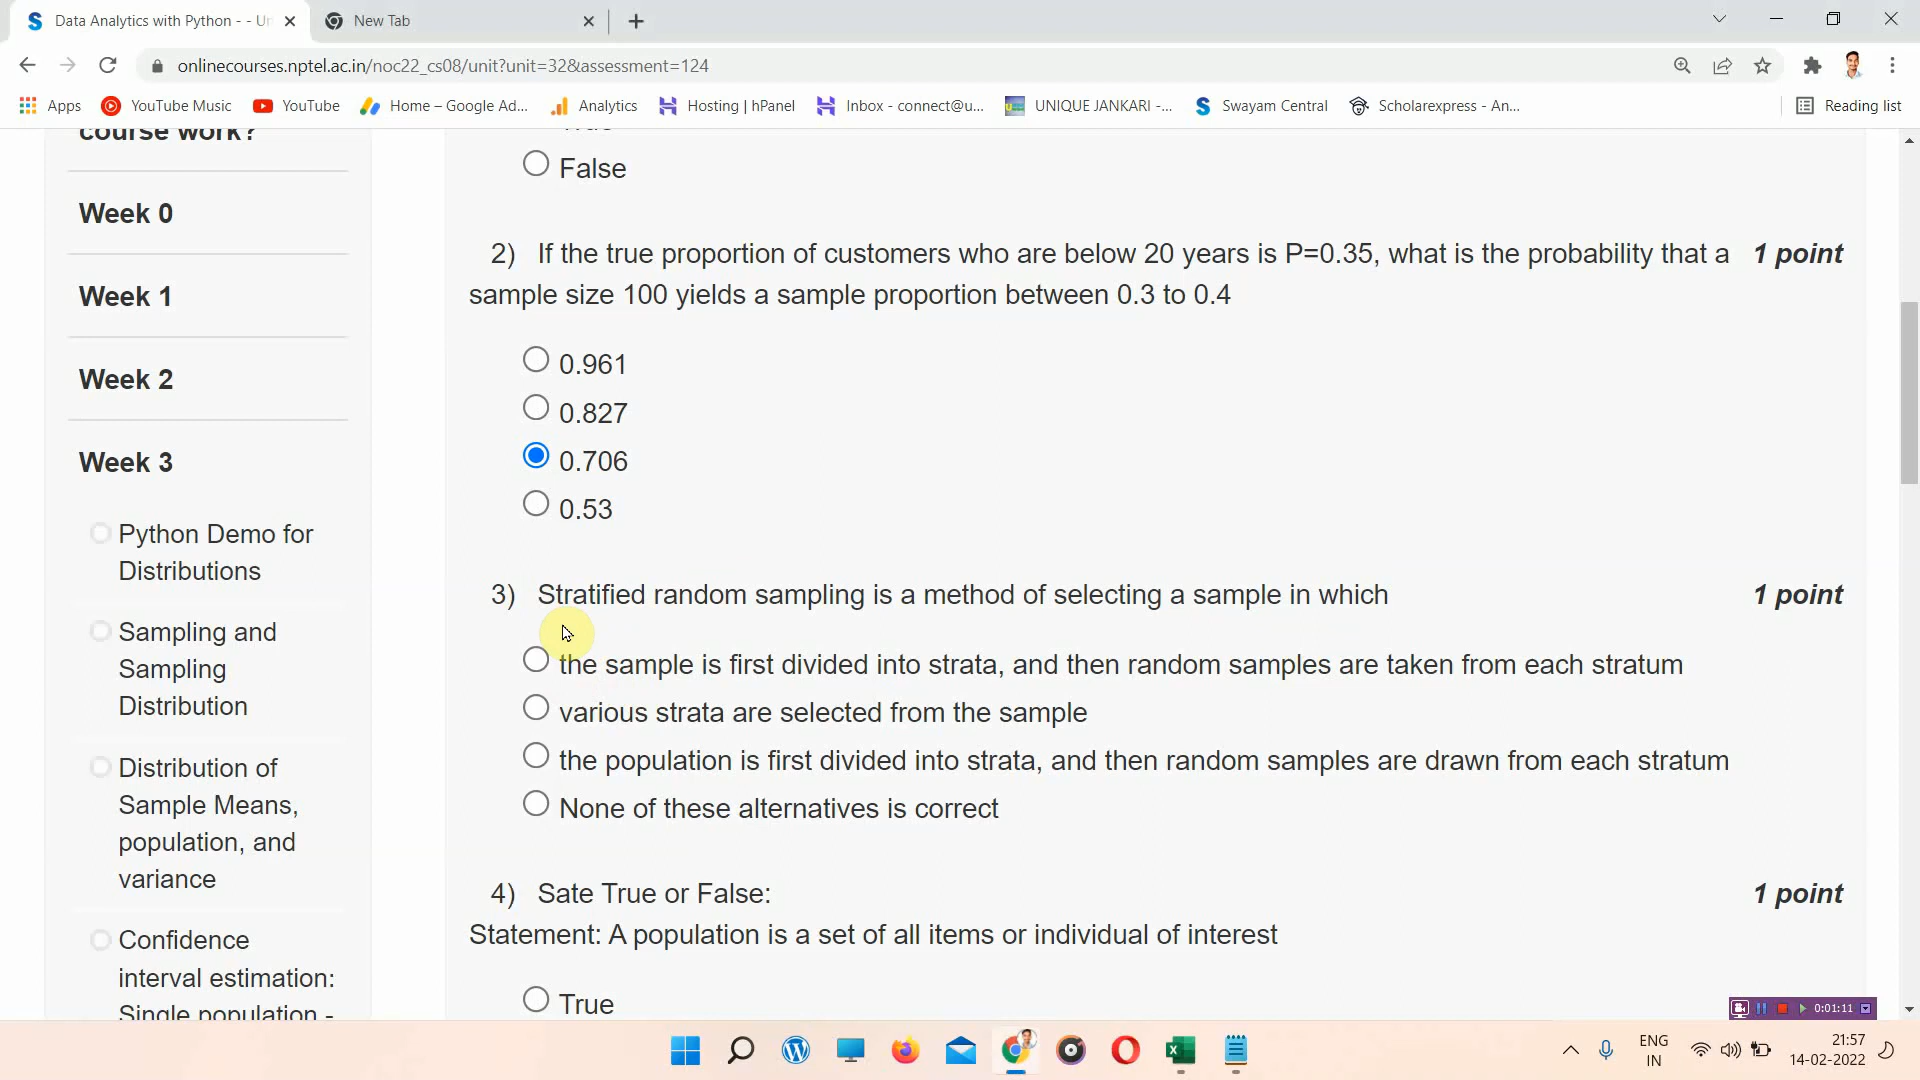 Data Analytics with Python - - Un
New Tab
onlinecourses.nptel.ac.in/noc22_cs08/unit?unit=32&assessment=124
Apps YouTube Music YouTube Home – Google Ad... Analytics Hosting | hPanel Inbox - connect@u... UNIQUE JANKARI -... Swayam Central Scholarexpress - An... Reading list
course work?
Week 0
Week 1
Week 2
Week 3
Python Demo for
Distributions
Sampling and
Sampling
Distribution
Distribution of
Sample Means,
population, and
variance
Confidence
interval estimation:
Single population -
True
False
2) If the true proportion of customers who are below 20 years is P=0.35, what is the probability that a 1 point
sample size 100 yields a sample proportion between 0.3 to 0.4
0.961
0.827
0.706
0.53
3) Stratified random sampling is a method of selecting a sample in which 1 point
the sample is first divided into strata, and then random samples are taken from each stratum
various strata are selected from the sample
the population is first divided into strata, and then random samples are drawn from each stratum
None of these alternatives is correct
4) Sate True or False: 1 point
Statement: A population is a set of all items or individual of interest
True
0:01:11
ENG
IN
21:57
14-02-2022